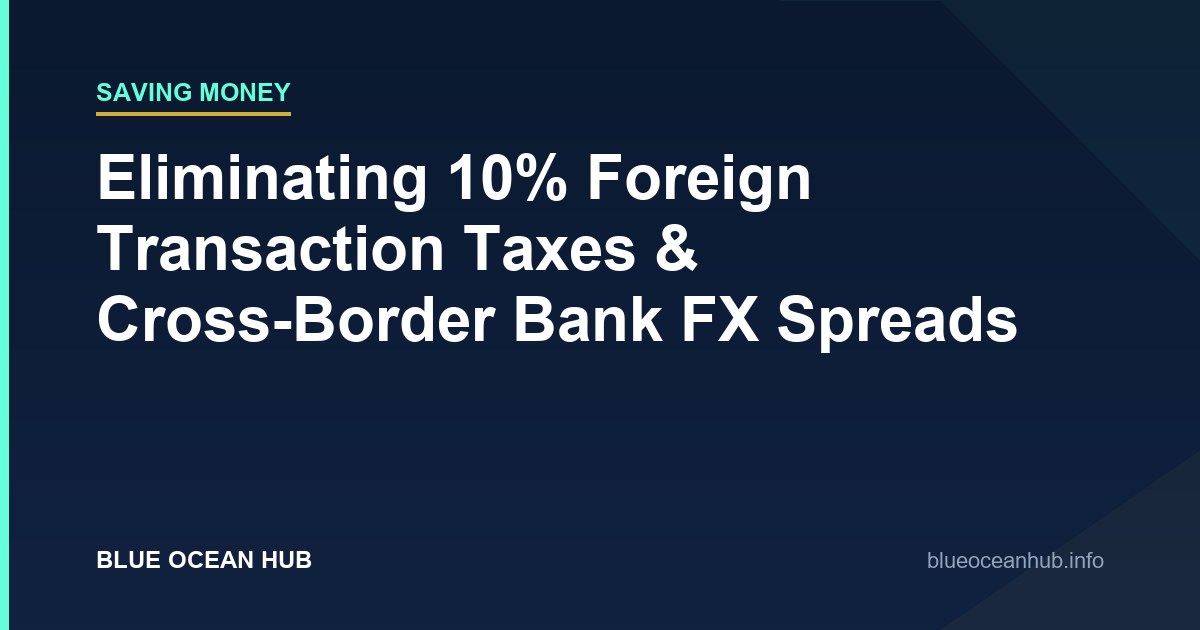 SAVING MONEY
Eliminating 10% Foreign
Transaction Taxes &
Cross-Border Bank FX Spreads
BLUE OCEAN HUB
blueoceanhub.info